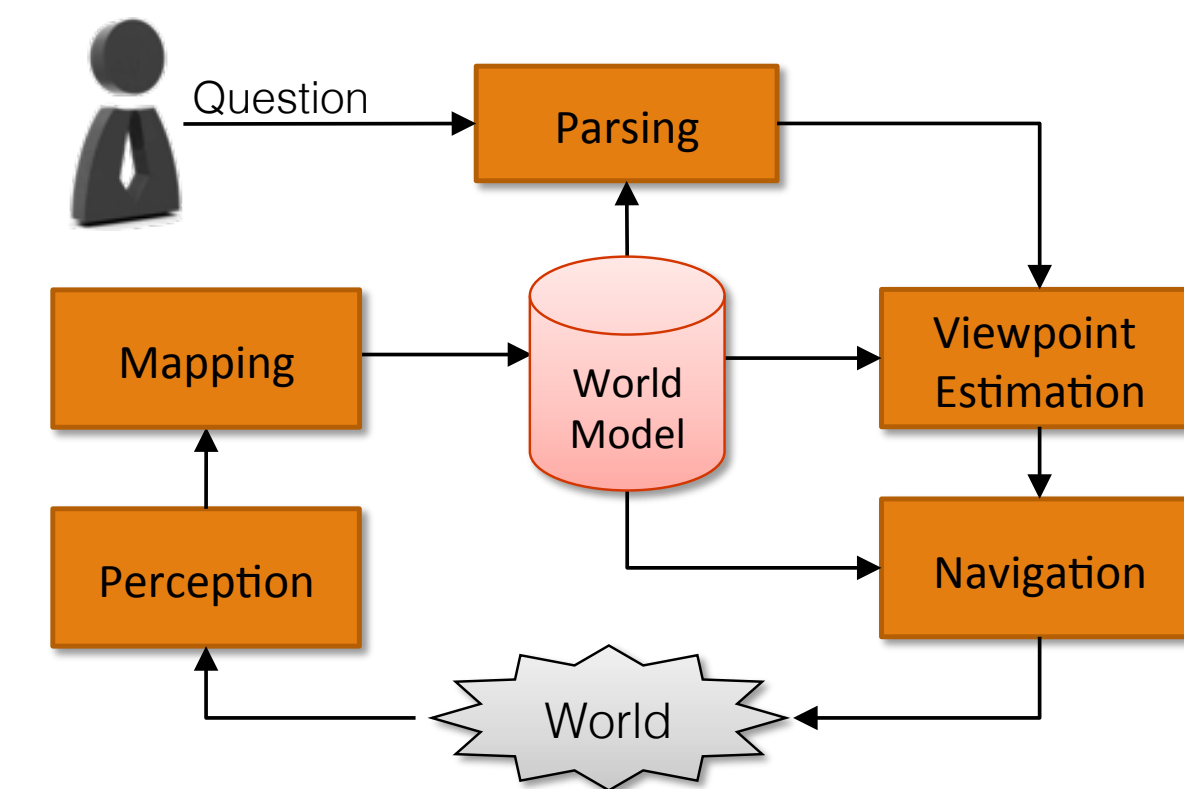 Question
Parsing
Mapping
World
Model
Viewpoint
Estimation
Perception
Navigation
World